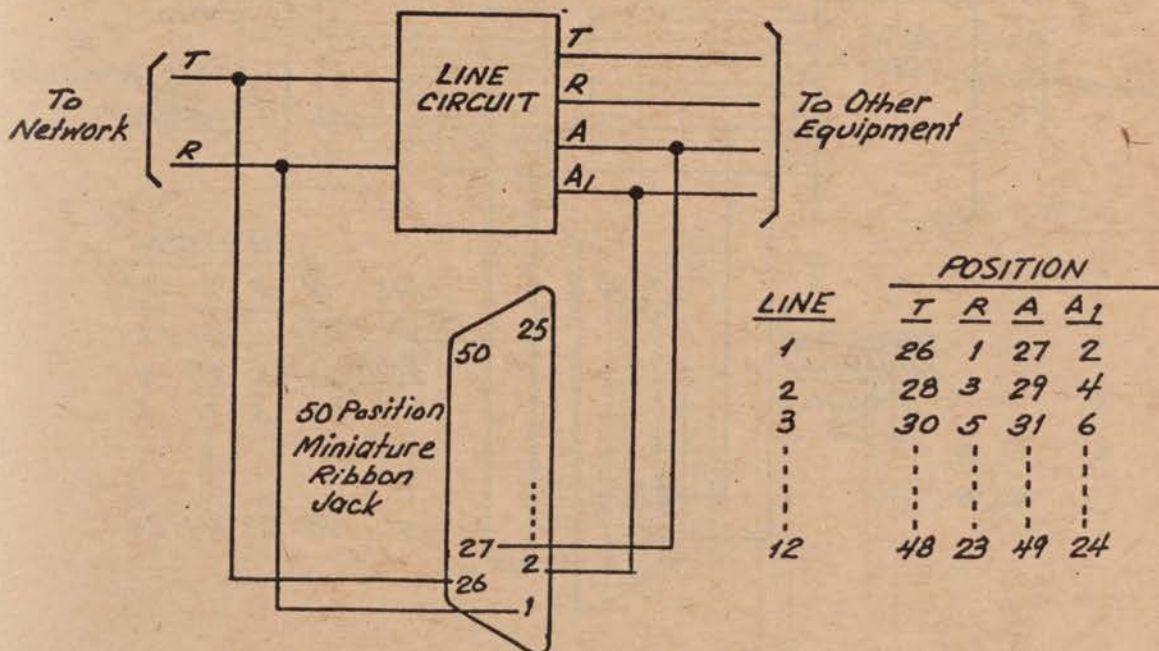 T
R
To
Network
LINE
CIRCUIT
T
R
A
A1
To Other
Equipment
50
25
50 Position
Miniature
Ribbon
Jack
27
2
26
1
POSITION
LINE T R A A1
1 26 1 27 2
2 28 3 29 4
3 30 5 31 6
12 48 23 49 24